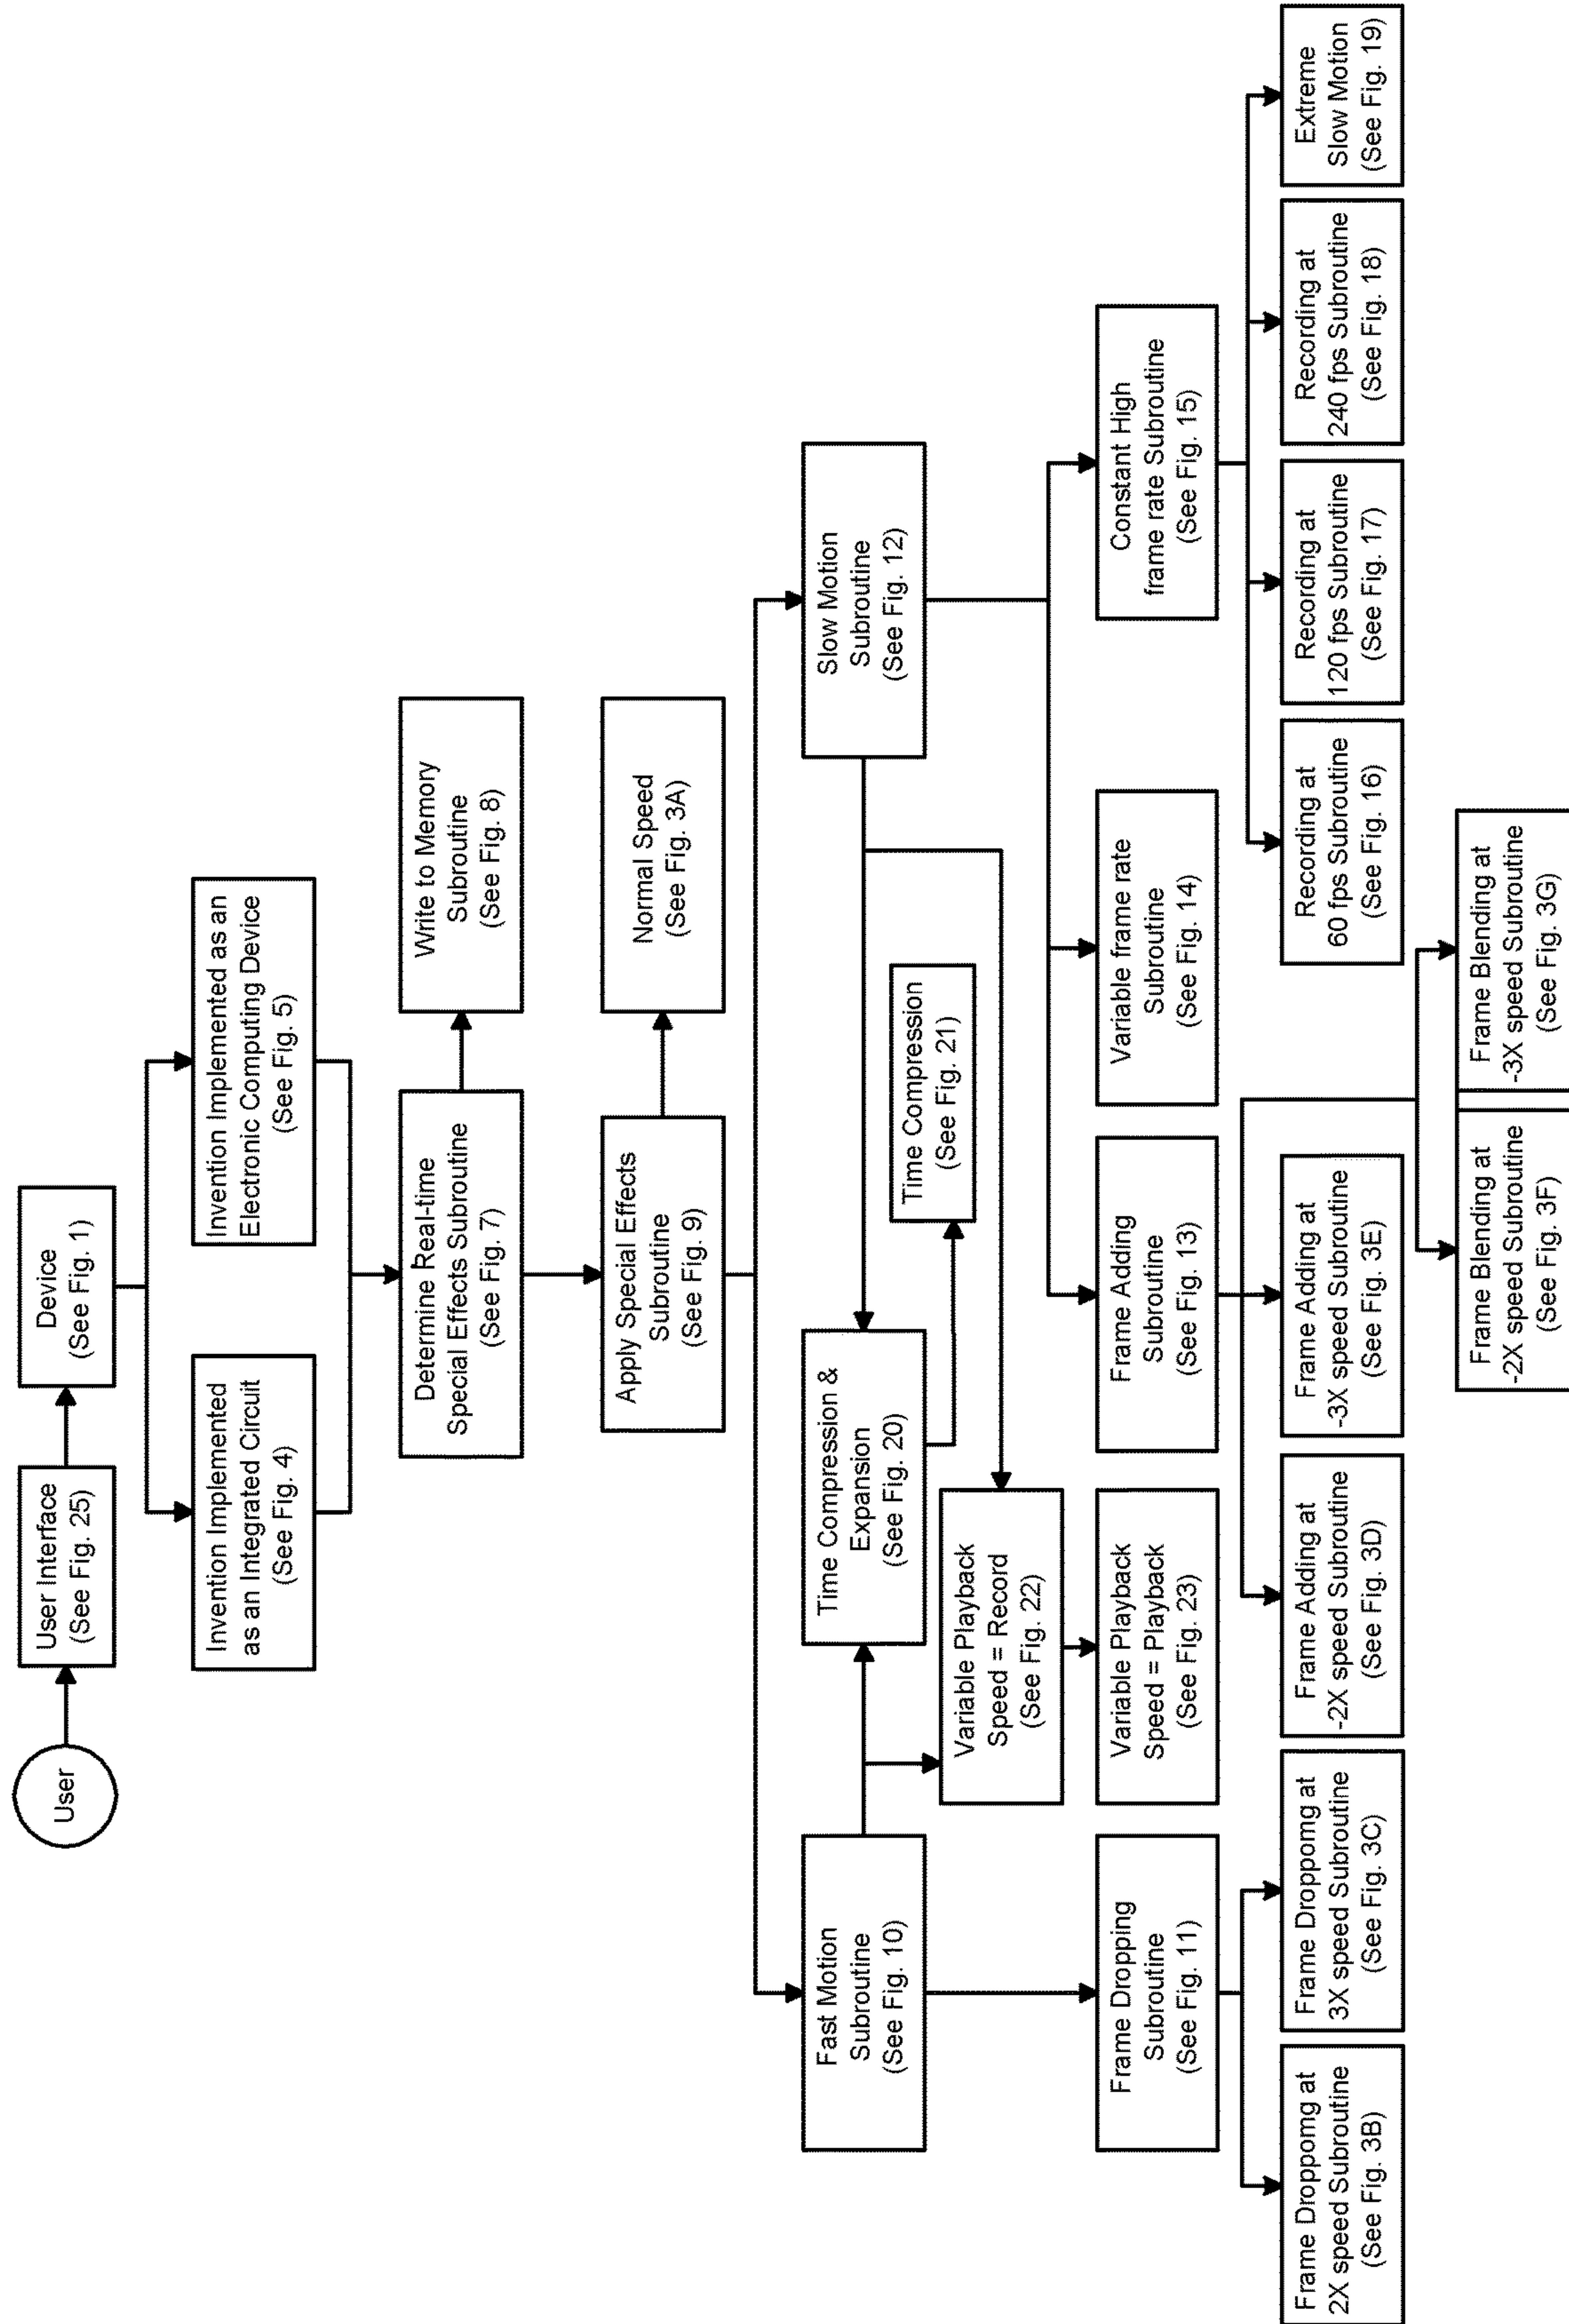 User
User Interface
(See Fig. 25)
Device
(See Fig. 1)
Invention Implemented
as an Integrated Circuit
(See Fig. 4)
Invention Implemented as an
Electronic Computing Device
(See Fig. 5)
Determine Real-time
Special Effects Subroutine
(See Fig. 7)
Write to Memory
Subroutine
(See Fig. 8)
Apply Special Effects
Subroutine
(See Fig. 9)
Normal Speed
(See Fig. 3A)
Fast Motion
Subroutine
(See Fig. 10)
Time Compression &
Expansion
(See Fig. 20)
Slow Motion
Subroutine
(See Fig. 12)
Time Compression
(See Fig. 21)
Variable Playback
Speed = Record
(See Fig. 22)
Frame Dropping
Subroutine
(See Fig. 11)
Variable Playback
Speed = Playback
(See Fig. 23)
Frame Adding
Subroutine
(See Fig. 13)
Variable frame rate
Subroutine
(See Fig. 14)
Constant High
frame rate Subroutine
(See Fig. 15)
Frame Droppomg at
2X speed Subroutine
(See Fig. 3B)
Frame Droppomg at
3X speed Subroutine
(See Fig. 3C)
Frame Adding at
-2X speed Subroutine
(See Fig. 3D)
Frame Adding at
-3X speed Subroutine
(See Fig. 3E)
Recording at
60 fps Subroutine
(See Fig. 16)
Recording at
120 fps Subroutine
(See Fig. 17)
Recording at
240 fps Subroutine
(See Fig. 18)
Extreme
Slow Motion
(See Fig. 19)
Frame Blending at
-2X speed Subroutine
(See Fig. 3F)
Frame Blending at
-3X speed Subroutine
(See Fig. 3G)